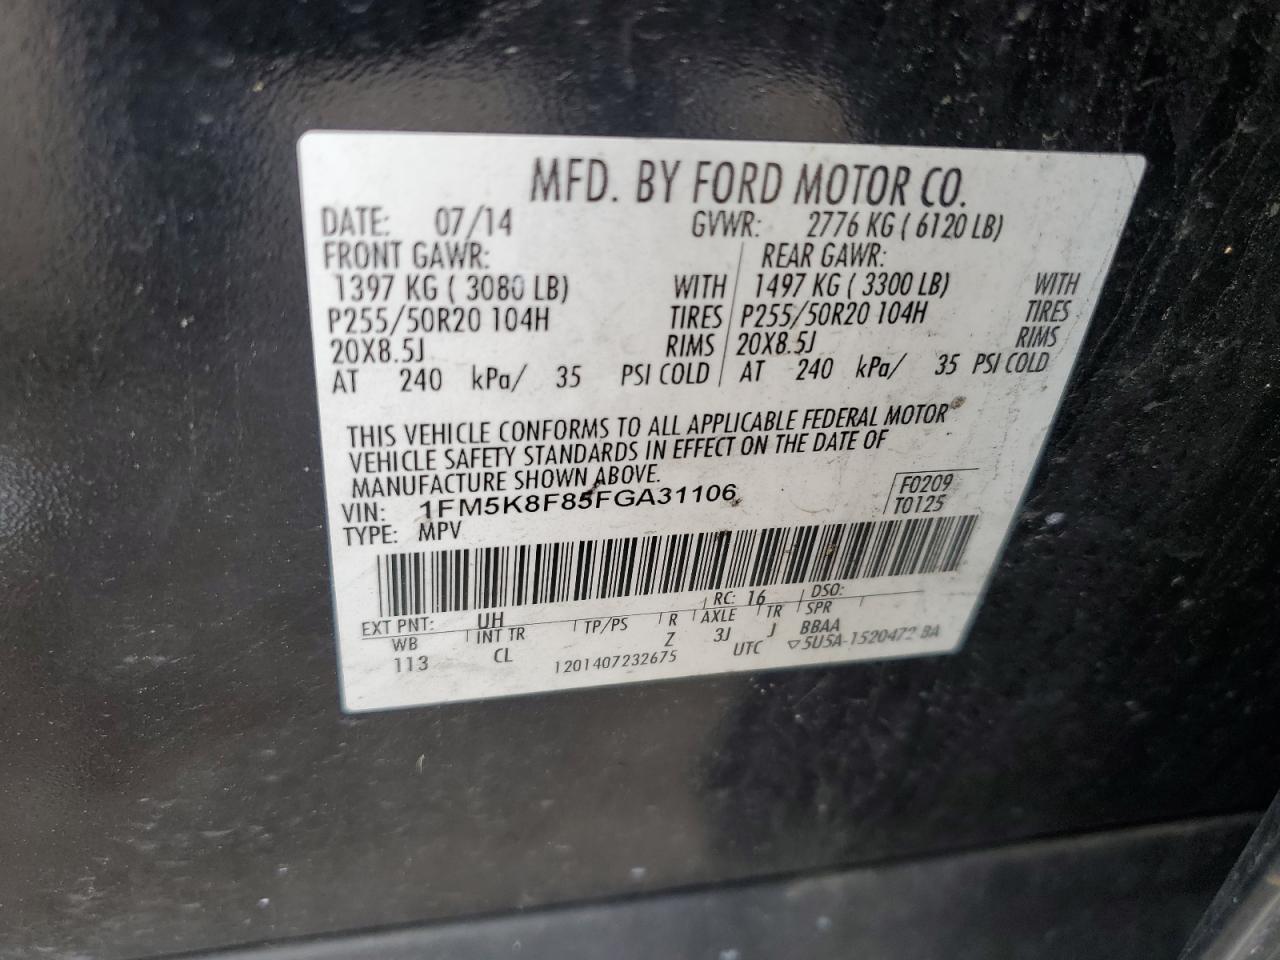 MFD. BY FORD MOTOR CO.
DATE: 07/14 GVWR: 2776 KG ( 6120 LB)
FRONT GAWR: REAR GAWR:
1397 KG ( 3080 LB) WITH 1497 KG ( 3300 LB) WITH
P255/50R20 104H TIRES P255/50R20 104H TIRES
20X8.5J RIMS 20X8.5J RIMS
AT 240 kPa/ 35 PSI COLD AT 240 kPa/ 35 PSI COLD
THIS VEHICLE CONFORMS TO ALL APPLICABLE FEDERAL MOTOR
VEHICLE SAFETY STANDARDS IN EFFECT ON THE DATE OF
MANUFACTURE SHOWN ABOVE.
VIN: 1FM5K8F85FGA31106 F0209
TYPE: MPV T0125
EXT PNT: UH RC: 16 DSO:
WB INT TR TP/PS R AXLE TR SPR
113 CL Z 3J J BBAA
1201407232675 UTC ▽5U5A-1520472-BA